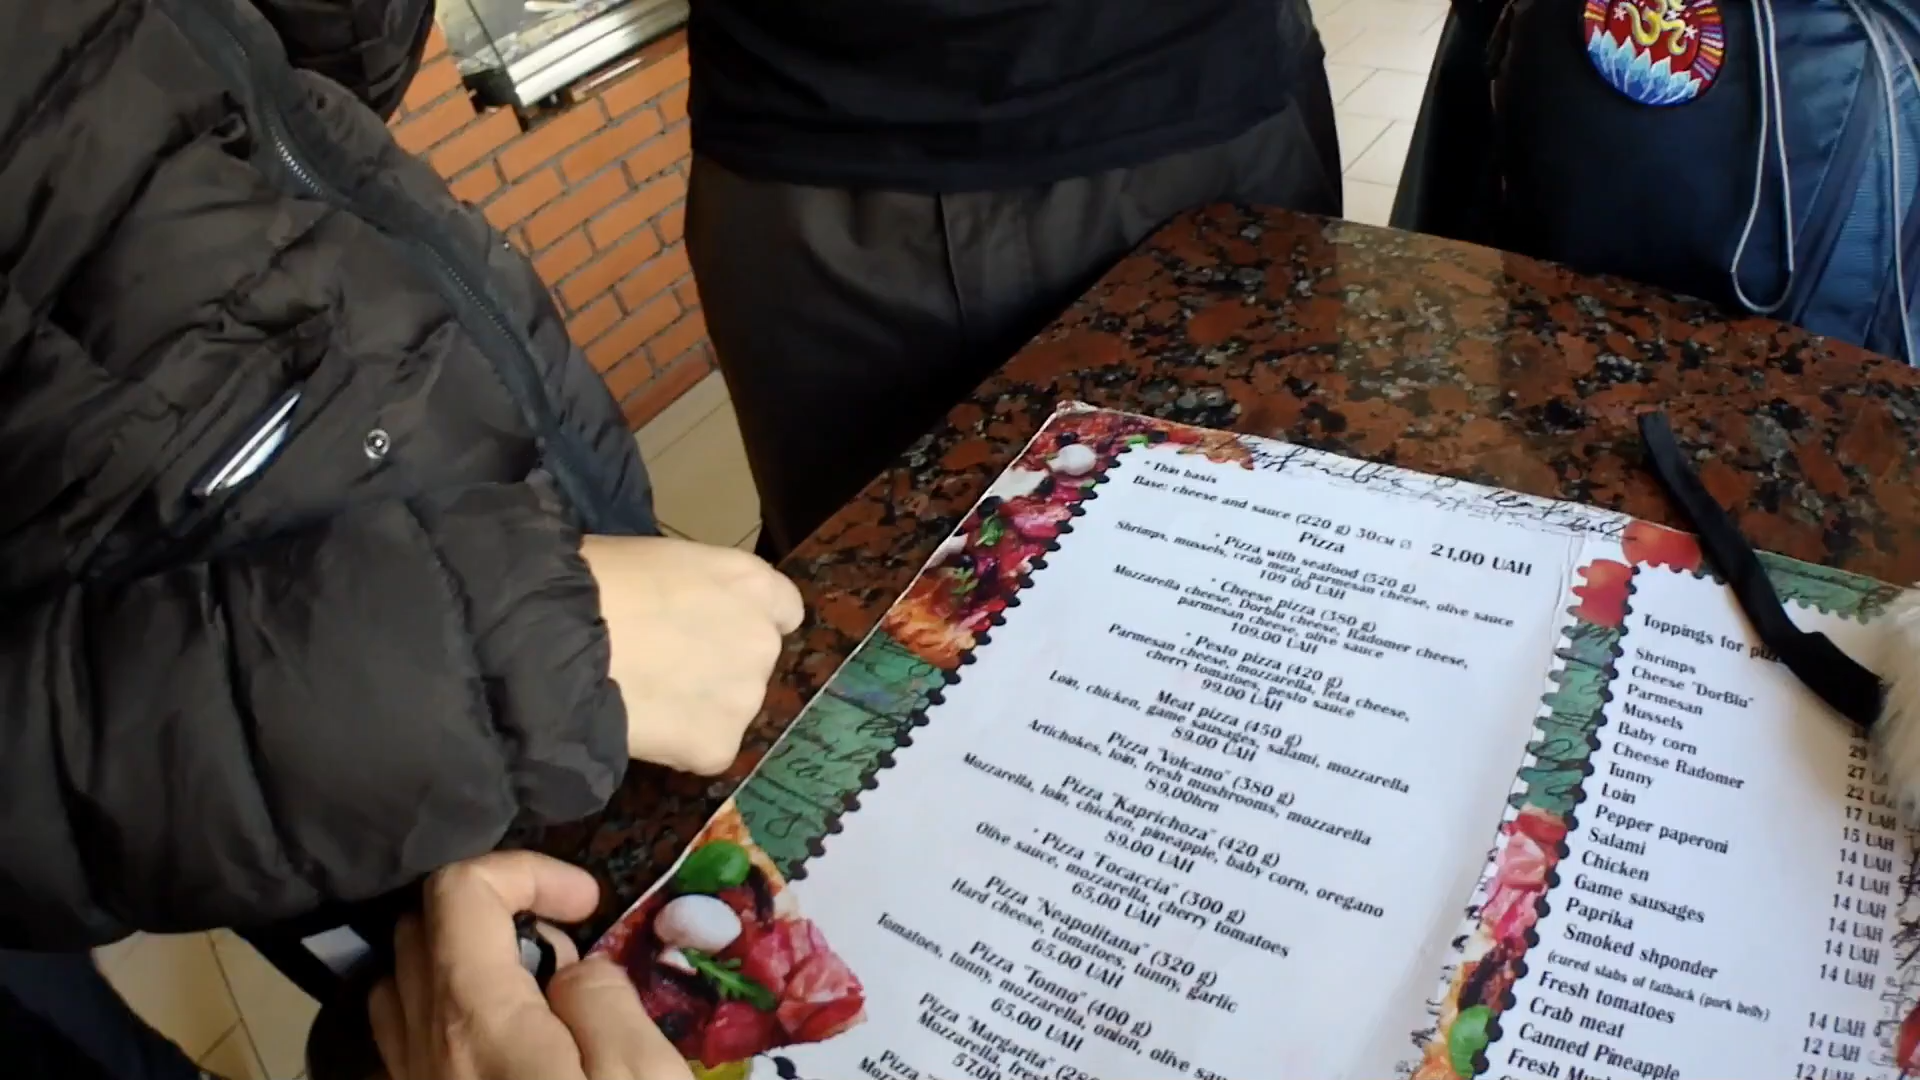 * Thin basis
Base: cheese and sauce (220 g) 30см ∅ 21,00 UAH
Pizza
* Pizza with seafood (520 g)
Shrimps, mussels, crab meat, parmesan cheese, olive sauce
109 00 UAH
* Cheese pizza (380 g)
Mozzarella cheese, Dorblu cheese, Radomer cheese,
parmesan cheese, olive sauce
109.00 UAH
* Pesto pizza (420 g)
Parmesan cheese, mozzarella, feta cheese,
cherry tomatoes, pesto sauce
99.00 UAH
Meat pizza (450 g)
Loin, chicken, game sausages, salami, mozzarella
89.00 UAH
Pizza "Volcano" (380 g)
Artichokes, loin, fresh mushrooms, mozzarella
89,00hrn
Pizza "Kaprichoza" (420 g)
Mozzarella, loin, chicken, pineapple, baby corn, oregano
89.00 UAH
* Pizza "Focaccia" (300 g)
Olive sauce, mozzarella, cherry tomatoes
65,00 UAH
Pizza "Neapolitana" (320 g)
Hard cheese, tomatoes, tunny, garlic
65.00 UAH
Pizza "Tonno" (400 g)
Tomatoes, tunny, mozzarella, onion, olive
65.00 UAH
Pizza "Margarita"
Mozzarella,
57,00
Pizza
Toppings for
Shrimps
Cheese "DorBlu"
Parmesan
Mussels 29
Baby corn 27
Cheese Radomer 22 UAH
Tunny 17 UAH
Loin 15 UAH
Pepper paperoni 14 UAH
Salami 14 UAH
Chicken 14 UAH
Game sausages 14 UAH
Paprika 14 UAH
Smoked shponder 14 UAH
(cured slabs of fatback (pork belly)
Fresh tomatoes 14 UAH
Crab meat 12 UAH
Canned Pineapple 12 UAH
Fresh